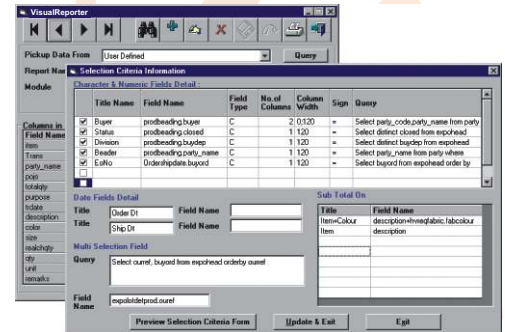 VisualReporter
Pickup Data From User Defined Query
Report Nam
Module
Columns in
Field Name
item
Trans
party_name
pojo
totalqty
purpose
trdate
description
color
size
realchqty
qty
unit
remarks
Selection Criteria Information
Character & Numeric Fields Detail :
Title Name Field Name Field Type No.of Columns Column Width Sign Query
Buyer prodbeading.buyer C 2 0;120 = Select party_code,party_name from party
Status prodbeading.closed C 1 120 = Select distinct closed from expohead
Division prodbeading.buydep C 1 120 = Select distinct buydep from expohead
Beader prodbeading.party_name C 1 120 = Select party_name from party where
EoNo Ordershipdate.buyord C 1 120 = Select buyord from expohead order by
Date Fields Detail
Title Order Dt Field Name
Title Ship Dt Field Name
Multi Selection Field
Query Select ourref, buyord from expohead orderby ourref
Field Name expolotdetprod.ouref
Sub Total On
Title Field Name
Item+Colour description+hwreqfabric.fabcolour
Item description
Preview Selection Criteria Form Update & Exit Exit